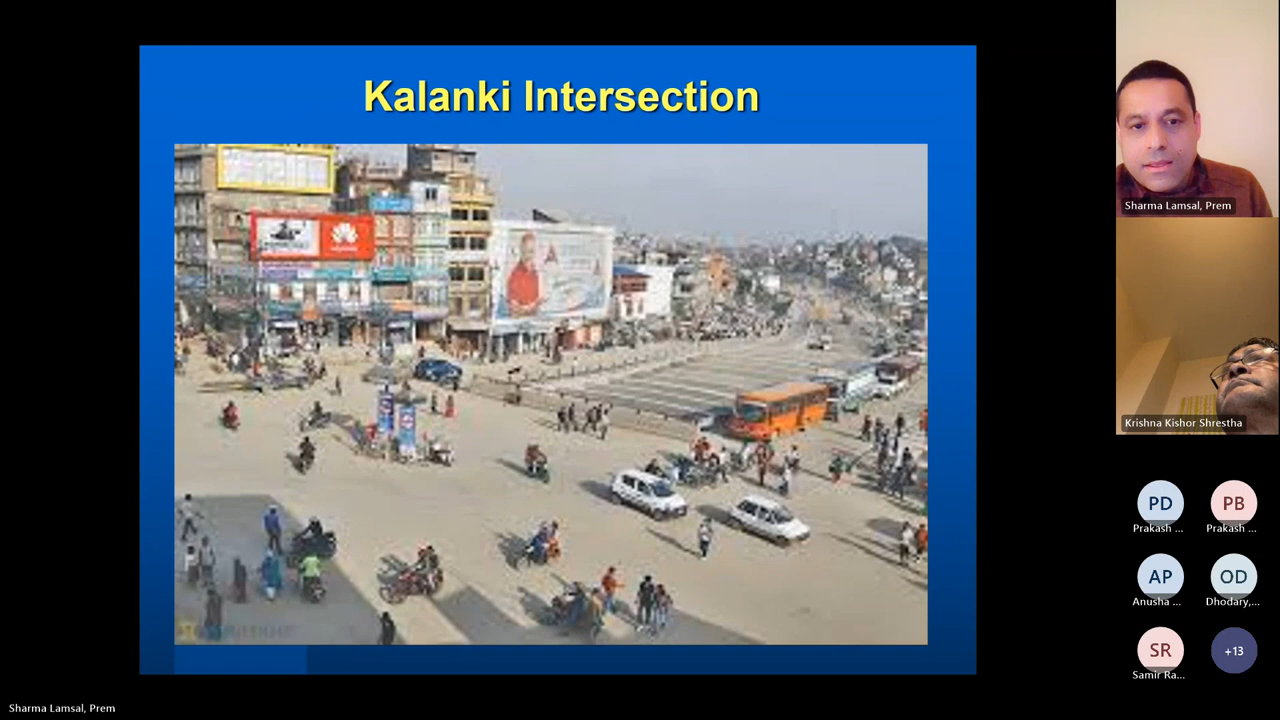 Kalanki Intersection
Sharma Lamsal, Prem
Krishna Kishor Shrestha
PD
PB
Prakash ...
Prakash ...
AP
OD
Anusha ...
Dhodary,...
SR
+13
Samir Ra...
Sharma Lamsal, Prem